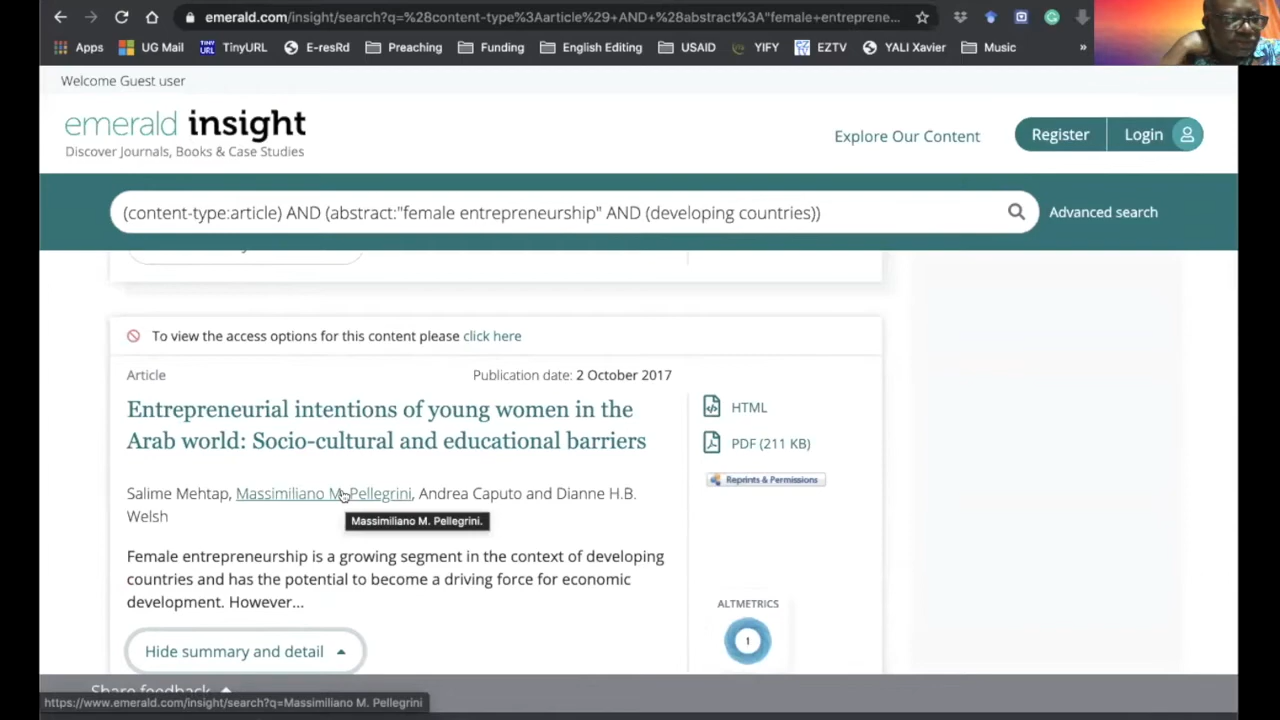 emerald.com/insight/search?q=%28content-type%3Aarticle%29+AND+%28abstract%3A"female+entreprene...
Apps UG Mail TinyURL E-resRd Preaching Funding English Editing USAID YIFY EZTV YALI Xavier Music »
Welcome Guest user
emerald insight
Discover Journals, Books & Case Studies
Explore Our Content
Register
Login
(content-type:article) AND (abstract:"female entrepreneurship" AND (developing countries))
Advanced search
To view the access options for this content please click here
Article
Publication date: 2 October 2017
Entrepreneurial intentions of young women in the
Arab world: Socio-cultural and educational barriers
HTML
PDF (211 KB)
Reprints & Permissions
Salime Mehtap, Massimiliano M. Pellegrini, Andrea Caputo and Dianne H.B.
Welsh
Massimiliano M. Pellegrini.
Female entrepreneurship is a growing segment in the context of developing
countries and has the potential to become a driving force for economic
development. However...
ALTMETRICS
1
Hide summary and detail
Share feedback
https://www.emerald.com/insight/search?q=Massimiliano M. Pellegrini